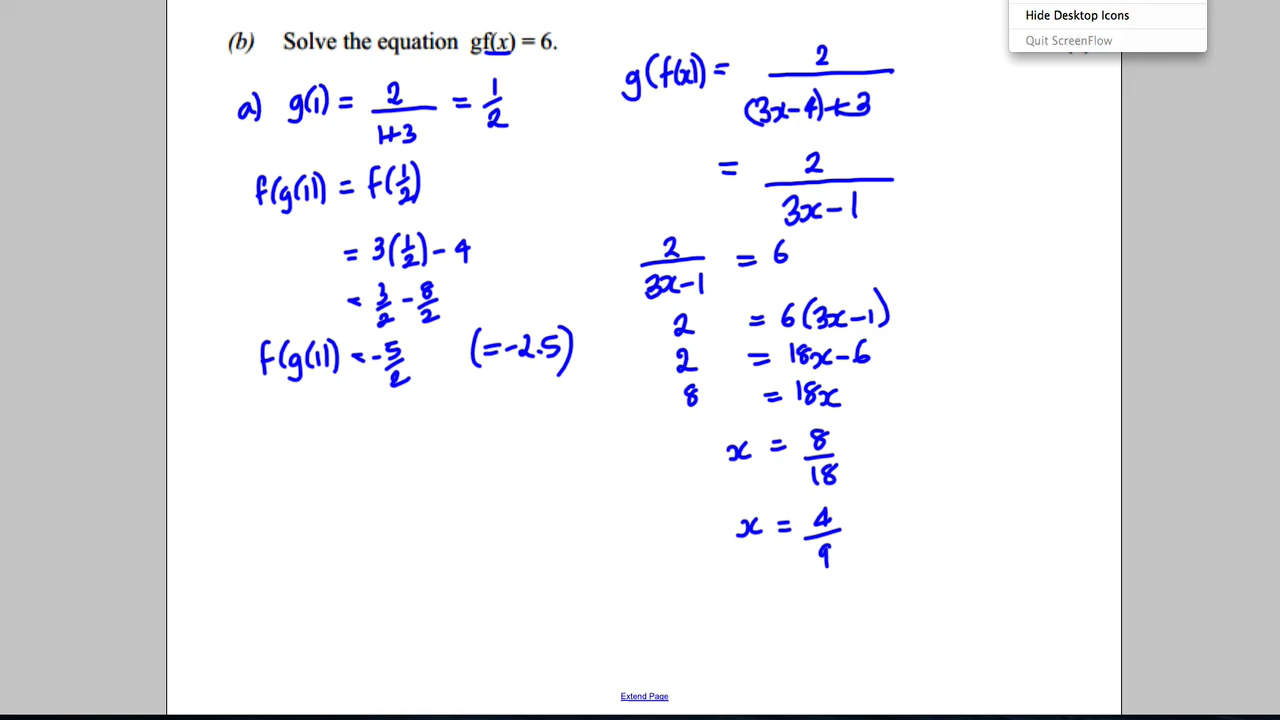 Hide Desktop Icons
Quit ScreenFlow
(b) Solve the equation gf(x) = 6.
a) g(1) = 2/(1+3) = 1/2
f(g(1)) = f(1/2)
= 3(1/2) - 4
= 3/2 - 8/2
f(g(1)) = -5/2 (= -2.5)
g(f(x)) = 2/((3x-4)+3)
= 2/(3x-1)
2/(3x-1) = 6
2 = 6(3x-1)
2 = 18x-6
8 = 18x
x = 8/18
x = 4/9
Extend Page